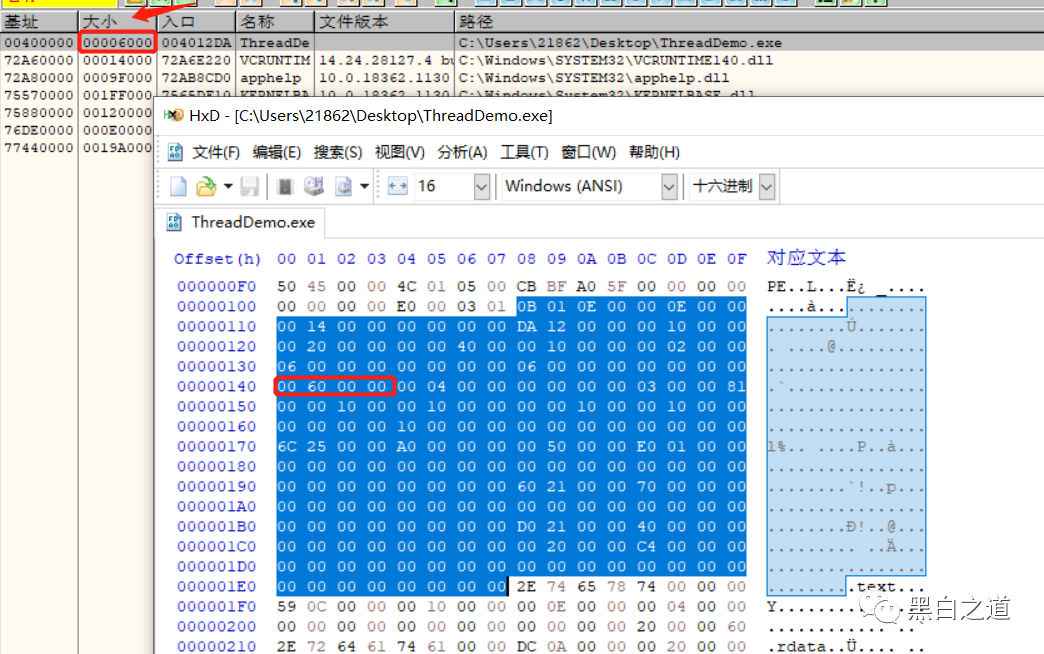 基址 大小 入口 名称 文件版本 路径
00400000 00006000 004012DA ThreadDe C:\Users\21862\Desktop\ThreadDemo.exe
72A60000 00014000 72A6E220 VCRUNTIM 14.24.28127.4 bu C:\Windows\SYSTEM32\VCRUNTIME140.dll
72A80000 0009F000 72AB8CD0 apphelp 10.0.18362.1130 C:\Windows\SYSTEM32\apphelp.dll
75570000 001FF000 7565DF10 KERNELBA 10.0.18362.1130 C:\Windows\System32\KERNELBASE.dll
75880000 00120000
76DE0000 000E0000
77440000 0019A000
HxD - [C:\Users\21862\Desktop\ThreadDemo.exe]
文件(F) 编辑(E) 搜索(S) 视图(V) 分析(A) 工具(T) 窗口(W) 帮助(H)
16 Windows (ANSI) 十六进制
ThreadDemo.exe
Offset(h) 00 01 02 03 04 05 06 07 08 09 0A 0B 0C 0D 0E 0F 对应文本
000000F0 50 45 00 00 4C 01 05 00 CB BF A0 5F 00 00 00 00 PE..L...Ë¿ _....
00000100 00 00 00 00 E0 00 03 01 0B 01 0E 00 00 0E 00 00 ....à...........
00000110 00 14 00 00 00 00 00 00 DA 12 00 00 00 10 00 00 ........Ú.......
00000120 00 20 00 00 00 00 40 00 00 10 00 00 00 02 00 00 . ....@.........
00000130 06 00 00 00 00 00 00 00 06 00 00 00 00 00 00 00 ................
00000140 00 60 00 00 00 04 00 00 00 00 00 00 03 00 00 81 .`..............
00000150 00 00 10 00 00 10 00 00 00 00 10 00 00 10 00 00 ................
00000160 00 00 00 00 10 00 00 00 00 00 00 00 00 00 00 00 ................
00000170 6C 25 00 00 A0 00 00 00 00 50 00 00 E0 01 00 00 l%.. ....P..à...
00000180 00 00 00 00 00 00 00 00 00 00 00 00 00 00 00 00 ................
00000190 00 00 00 00 00 00 00 00 60 21 00 00 70 00 00 00 ........`!..p...
000001A0 00 00 00 00 00 00 00 00 00 00 00 00 00 00 00 00 ................
000001B0 00 00 00 00 00 00 00 00 D0 21 00 00 40 00 00 00 ........Ð!..@...
000001C0 00 00 00 00 00 00 00 00 00 20 00 00 C4 00 00 00 ......... ..Ä...
000001D0 00 00 00 00 00 00 00 00 00 00 00 00 00 00 00 00 ................
000001E0 00 00 00 00 00 00 00 00 2E 74 65 78 74 00 00 00 .........text...
000001F0 59 0C 00 00 00 10 00 00 00 0E 00 00 00 04 00 00 Y...............
00000200 00 00 00 00 00 00 00 00 00 00 00 00 20 00 00 60 ............ ..`
00000210 2E 72 64 61 74 61 00 00 DC 0A 00 00 00 20 00 00 .rdata..Ü.... ..
黑白之道